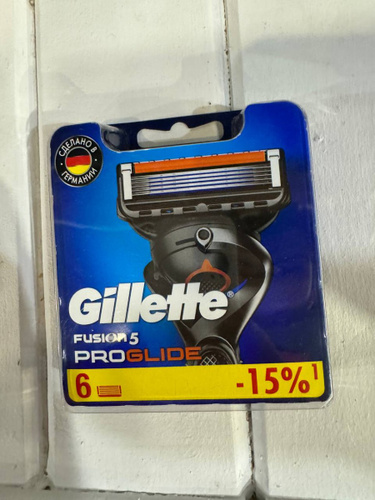 СДЕЛАНО В
ГЕРМАНИИ
Gillette®
FUSION5
PROGLIDE
6
-15%¹